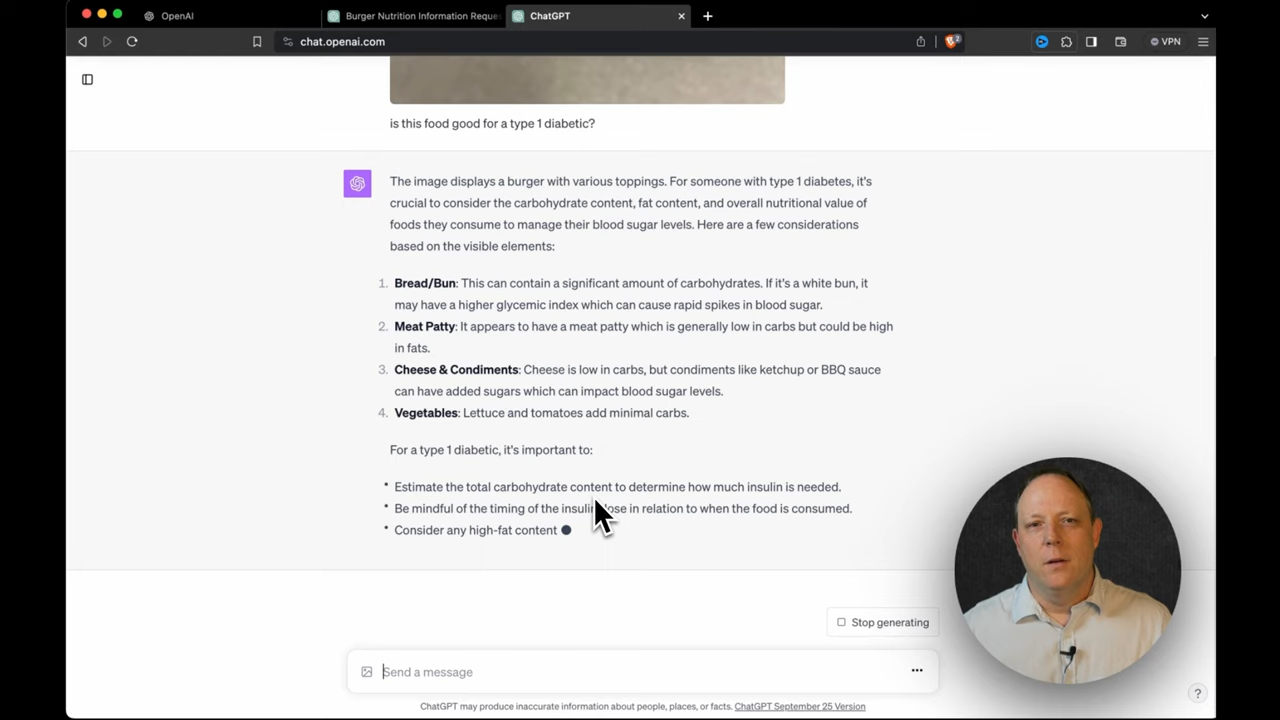 OpenAI
Burger Nutrition Information Reque
ChatGPT
chat.openai.com
2
VPN
is this food good for a type 1 diabetic?
The image displays a burger with various toppings. For someone with type 1 diabetes, it's
crucial to consider the carbohydrate content, fat content, and overall nutritional value of
foods they consume to manage their blood sugar levels. Here are a few considerations
based on the visible elements:
1. Bread/Bun: This can contain a significant amount of carbohydrates. If it's a white bun, it
may have a higher glycemic index which can cause rapid spikes in blood sugar.
2. Meat Patty: It appears to have a meat patty which is generally low in carbs but could be high
in fats.
3. Cheese & Condiments: Cheese is low in carbs, but condiments like ketchup or BBQ sauce
can have added sugars which can impact blood sugar levels.
4. Vegetables: Lettuce and tomatoes add minimal carbs.
For a type 1 diabetic, it's important to:
• Estimate the total carbohydrate content to determine how much insulin is needed.
• Be mindful of the timing of the insulin dose in relation to when the food is consumed.
• Consider any high-fat content
Stop generating
Send a message
ChatGPT may produce inaccurate information about people, places, or facts. ChatGPT September 25 Version
?